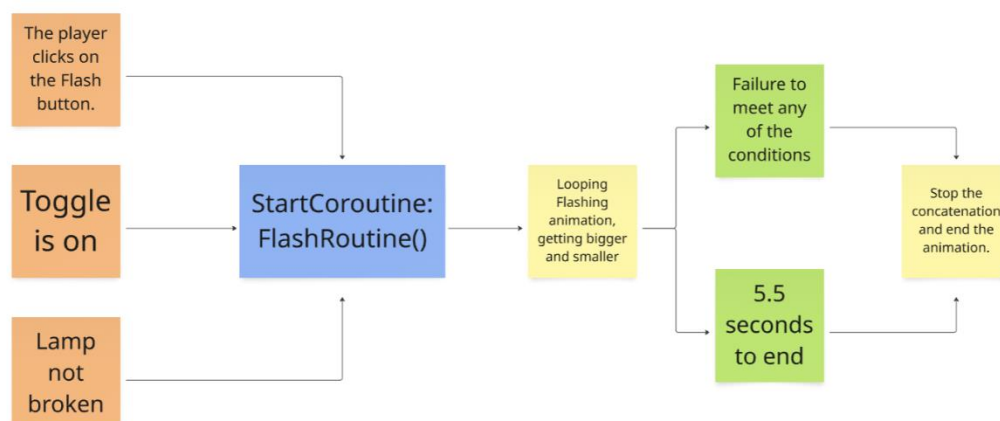 The player
clicks on
the Flash
button.
Toggle
is on
Lamp
not
broken
StartCoroutine:
FlashRoutine()
Looping
Flashing
animation,
getting bigger
and smaller
Failure to
meet any
of the
conditions
5.5
seconds
to end
Stop the
concatenation
and end the
animation.